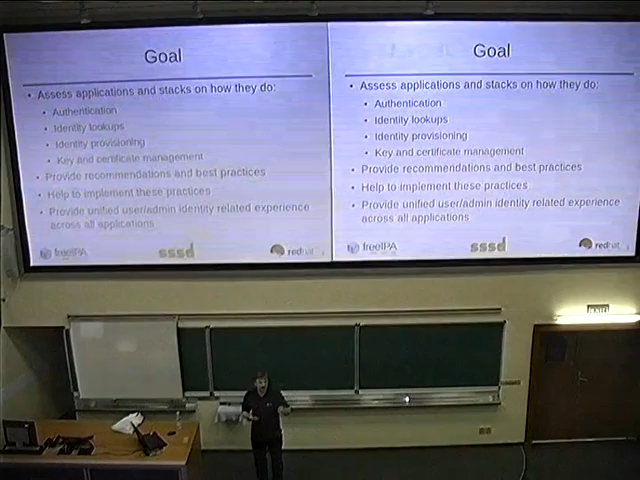 Goal
• Assess applications and stacks on how they do:
• Authentication
• Identity lookups
• Identity provisioning
• Key and certificate management
• Provide recommendations and best practices
• Help to implement these practices
• Provide unified user/admin identity related experience
across all applications
freeIPA sssd redhat
Goal
• Assess applications and stacks on how they do:
• Authentication
• Identity lookups
• Identity provisioning
• Key and certificate management
• Provide recommendations and best practices
• Help to implement these practices
• Provide unified user/admin identity related experience
across all applications
freeIPA sssd redhat